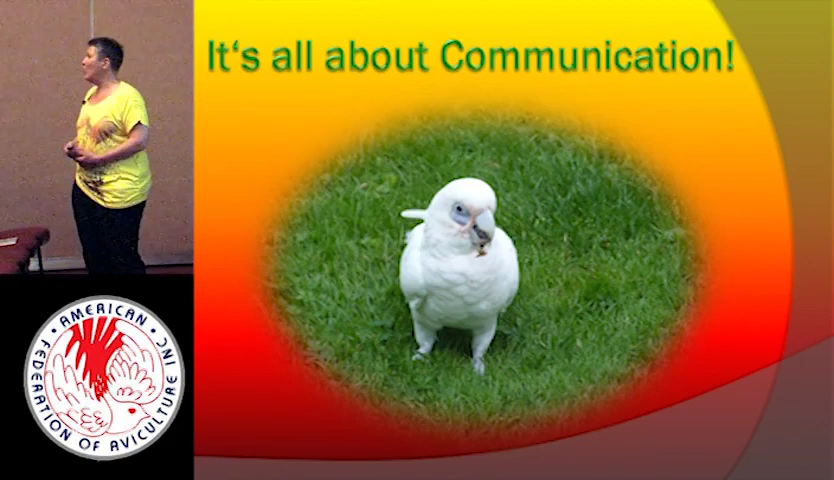 It‘s all about Communication!
AMERICAN
FEDERATION OF AVICULTURE INC